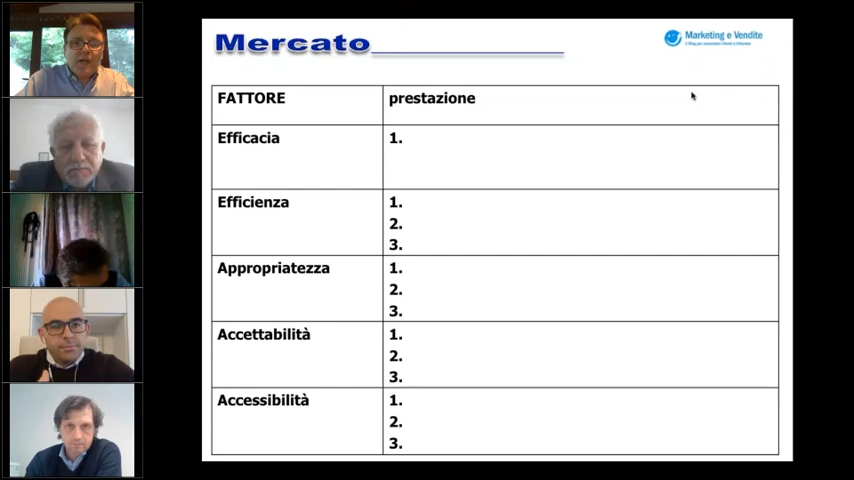 Mercato
Marketing e Vendite
FATTORE prestazione
Efficacia 1.
Efficienza 1.
2.
3.
Appropriatezza 1.
2.
3.
Accettabilità 1.
2.
3.
Accessibilità 1.
2.
3.